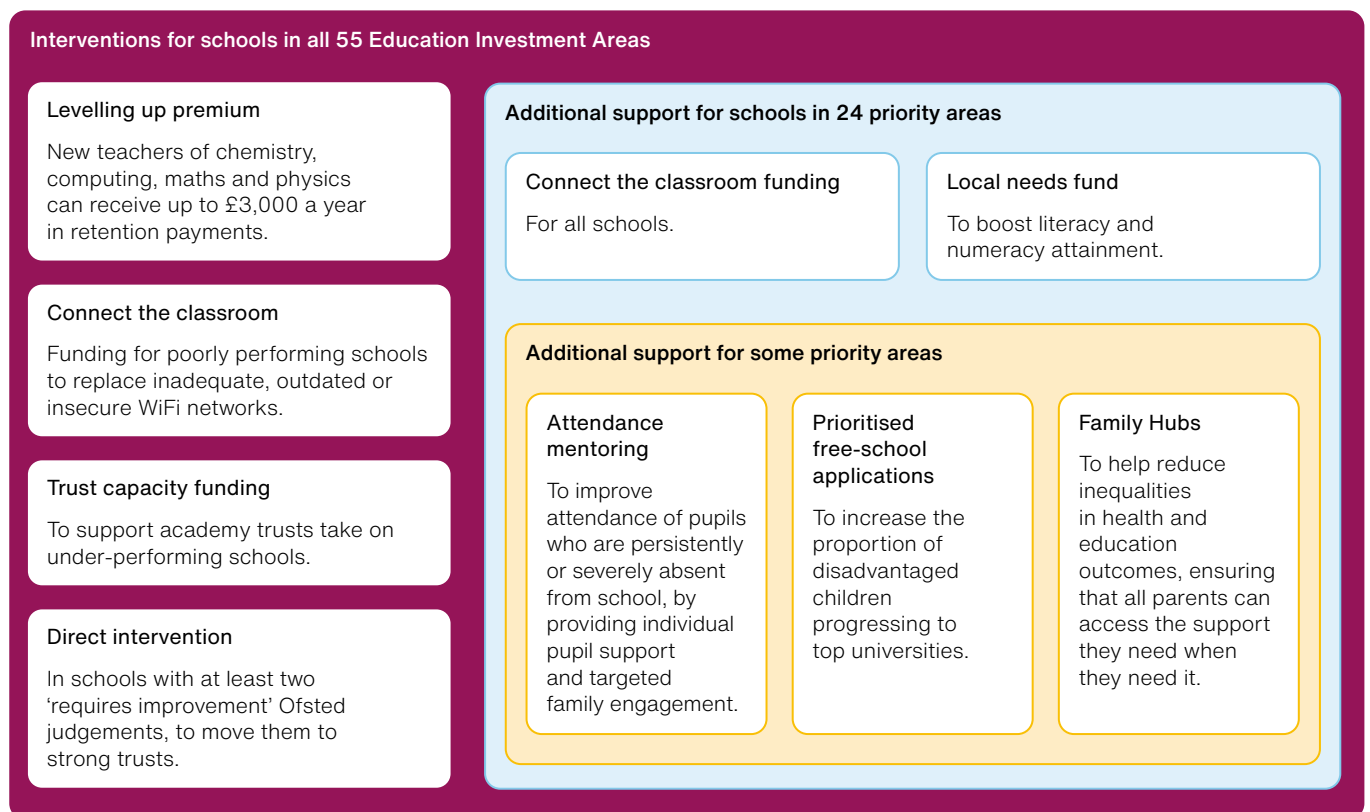 Interventions for schools in all 55 Education Investment Areas
Levelling up premium
New teachers of chemistry,
computing, maths and physics
can receive up to £3,000 a year
in retention payments.
Connect the classroom
Funding for poorly performing schools
to replace inadequate, outdated or
insecure WiFi networks.
Trust capacity funding
To support academy trusts take on
under-performing schools.
Direct intervention
In schools with at least two
‘requires improvement’ Ofsted
judgements, to move them to
strong trusts.
Additional support for schools in 24 priority areas
Connect the classroom funding
For all schools.
Local needs fund
To boost literacy and
numeracy attainment.
Additional support for some priority areas
Attendance
mentoring
To improve
attendance of pupils
who are persistently
or severely absent
from school, by
providing individual
pupil support
and targeted
family engagement.
Prioritised
free-school
applications
To increase the
proportion of
disadvantaged
children
progressing to
top universities.
Family Hubs
To help reduce
inequalities
in health and
education
outcomes, ensuring
that all parents can
access the support
they need when
they need it.